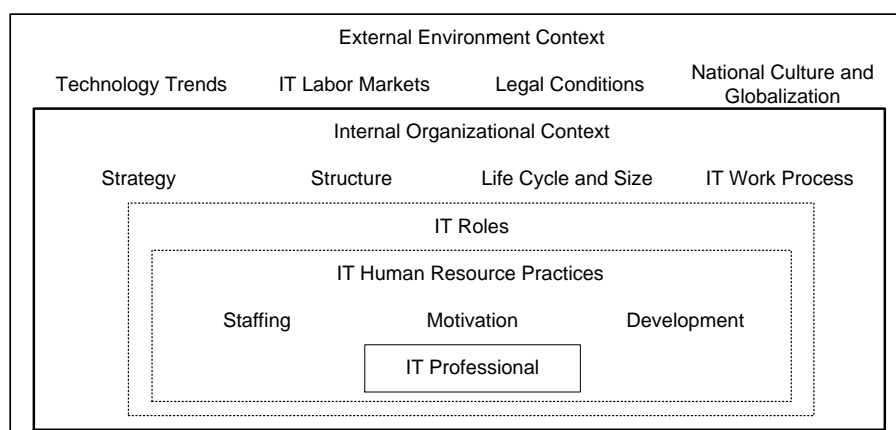 External Environment Context
Technology Trends IT Labor Markets Legal Conditions National Culture and
Globalization
Internal Organizational Context
Strategy Structure Life Cycle and Size IT Work Process
IT Roles
IT Human Resource Practices
Staffing Motivation Development
IT Professional